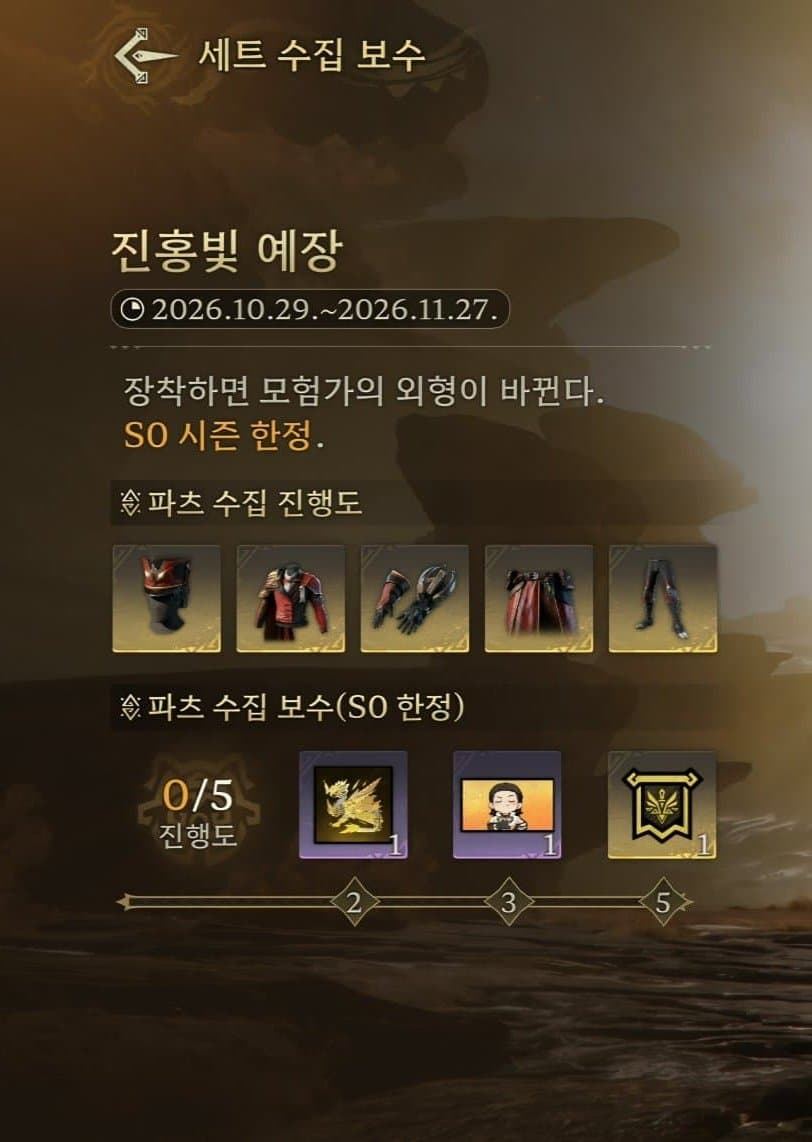 세트 수집 보수
진홍빛 예장
2026.10.29.~2026.11.27.
장착하면 모험가의 외형이 바뀐다.
S0 시즌 한정.
파츠 수집 진행도
파츠 수집 보수(S0 한정)
0/5
진행도
1
1
1
2
3
5